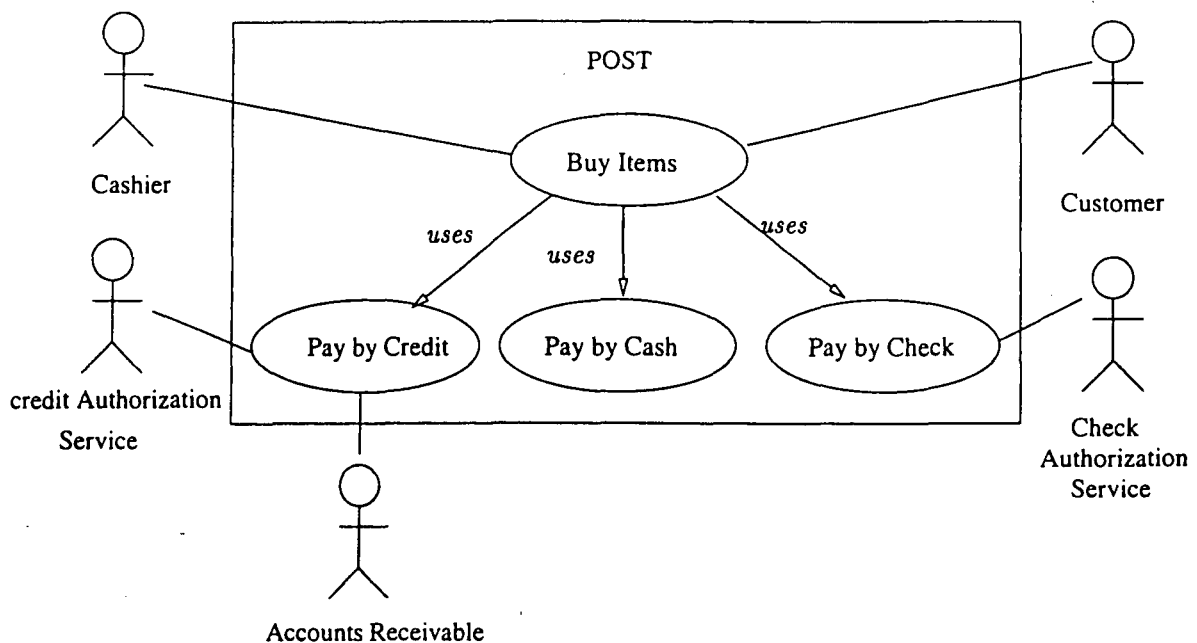 POST
Buy Items
Cashier
Customer
uses
uses
uses
Pay by Credit
Pay by Cash
Pay by Check
credit Authorization
Service
Check
Authorization
Service
Accounts Receivable